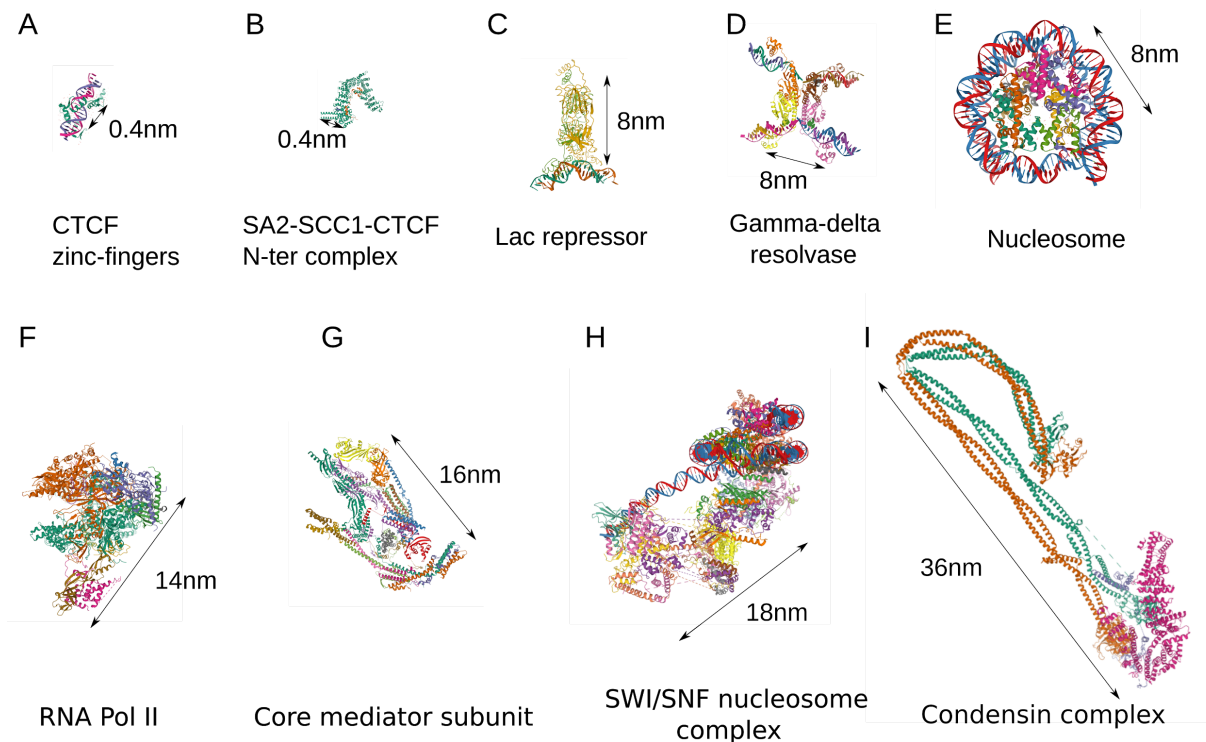 A
B
C
D
E
0.4nm
0.4nm
8nm
8nm
8nm
CTCF
zinc-fingers
SA2-SCC1-CTCF
N-ter complex
Lac repressor
Gamma-delta
resolvase
Nucleosome
F
G
H
I
14nm
16nm
18nm
36nm
RNA Pol II
Core mediator subunit
SWI/SNF nucleosome
complex
Condensin complex